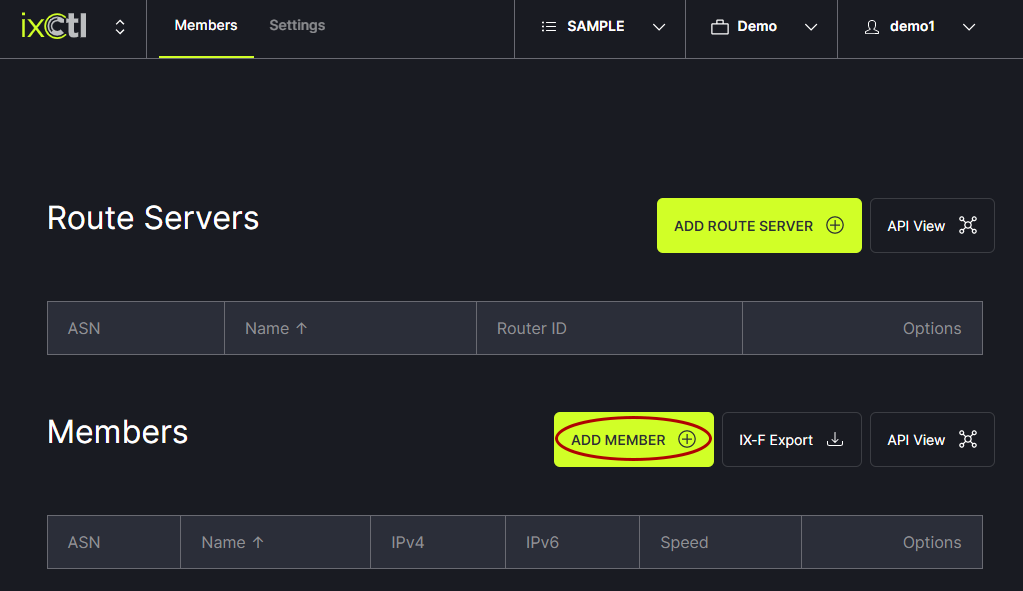 ixctl Members Settings SAMPLE Demo demo1
Route Servers ADD ROUTE SERVER API View
ASN Name ↑ Router ID Options
Members ADD MEMBER IX-F Export API View
ASN Name ↑ IPv4 IPv6 Speed Options